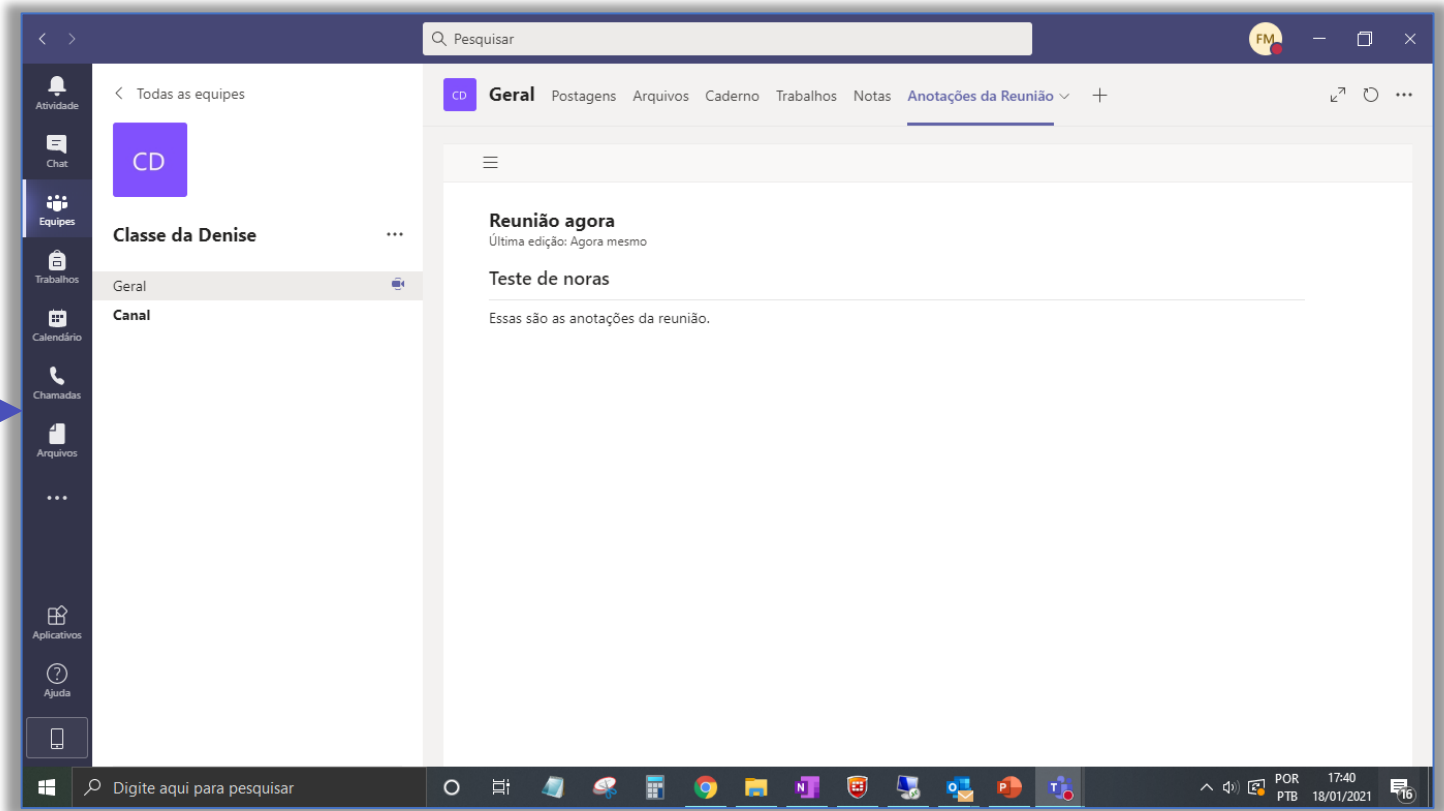 Pesquisar
FM
Atividade
Chat
Equipes
Trabalhos
Calendário
Chamadas
Arquivos
Aplicativos
Ajuda
Todas as equipes
CD
Classe da Denise
Geral
Canal
CD Geral Postagens Arquivos Caderno Trabalhos Notas Anotações da Reunião
Reunião agora
Última edição: Agora mesmo
Teste de noras
Essas são as anotações da reunião.
Digite aqui para pesquisar
POR 17:40
PTB 18/01/2021
16